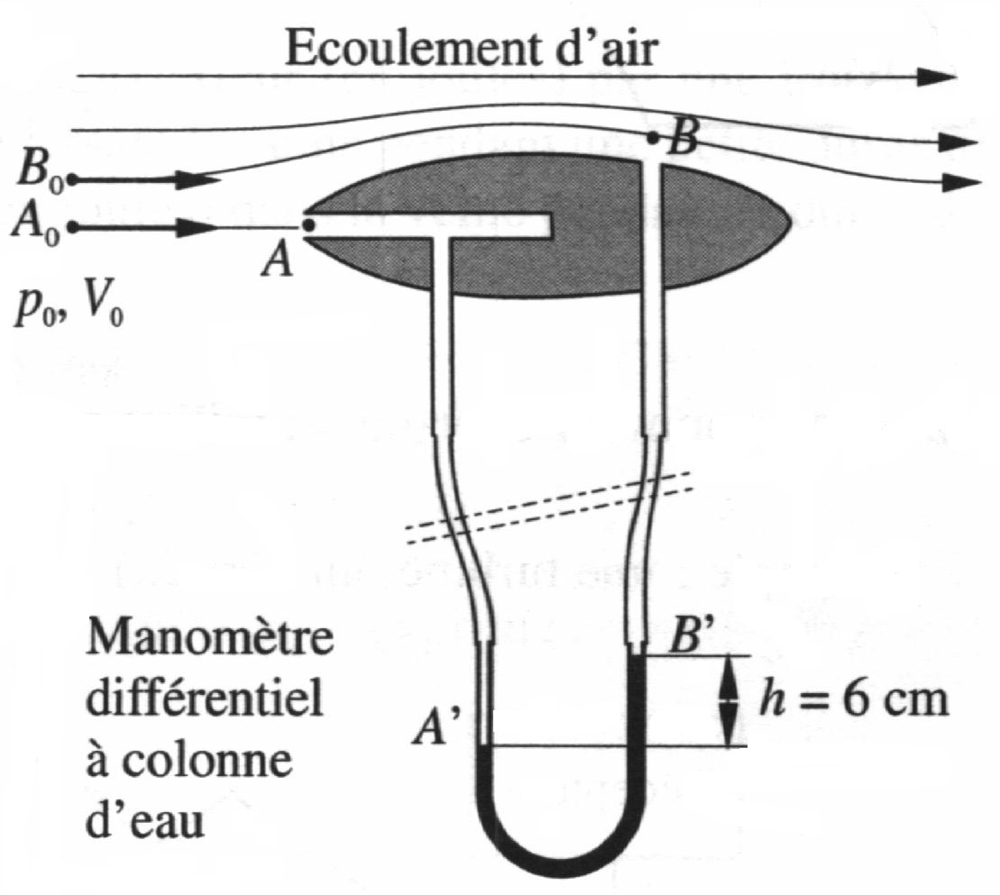 Ecoulement d'air
B
B₀
A₀
A
p₀, V₀
B'
Manomètre
différentiel
à colonne
d'eau
h = 6 cm
A'